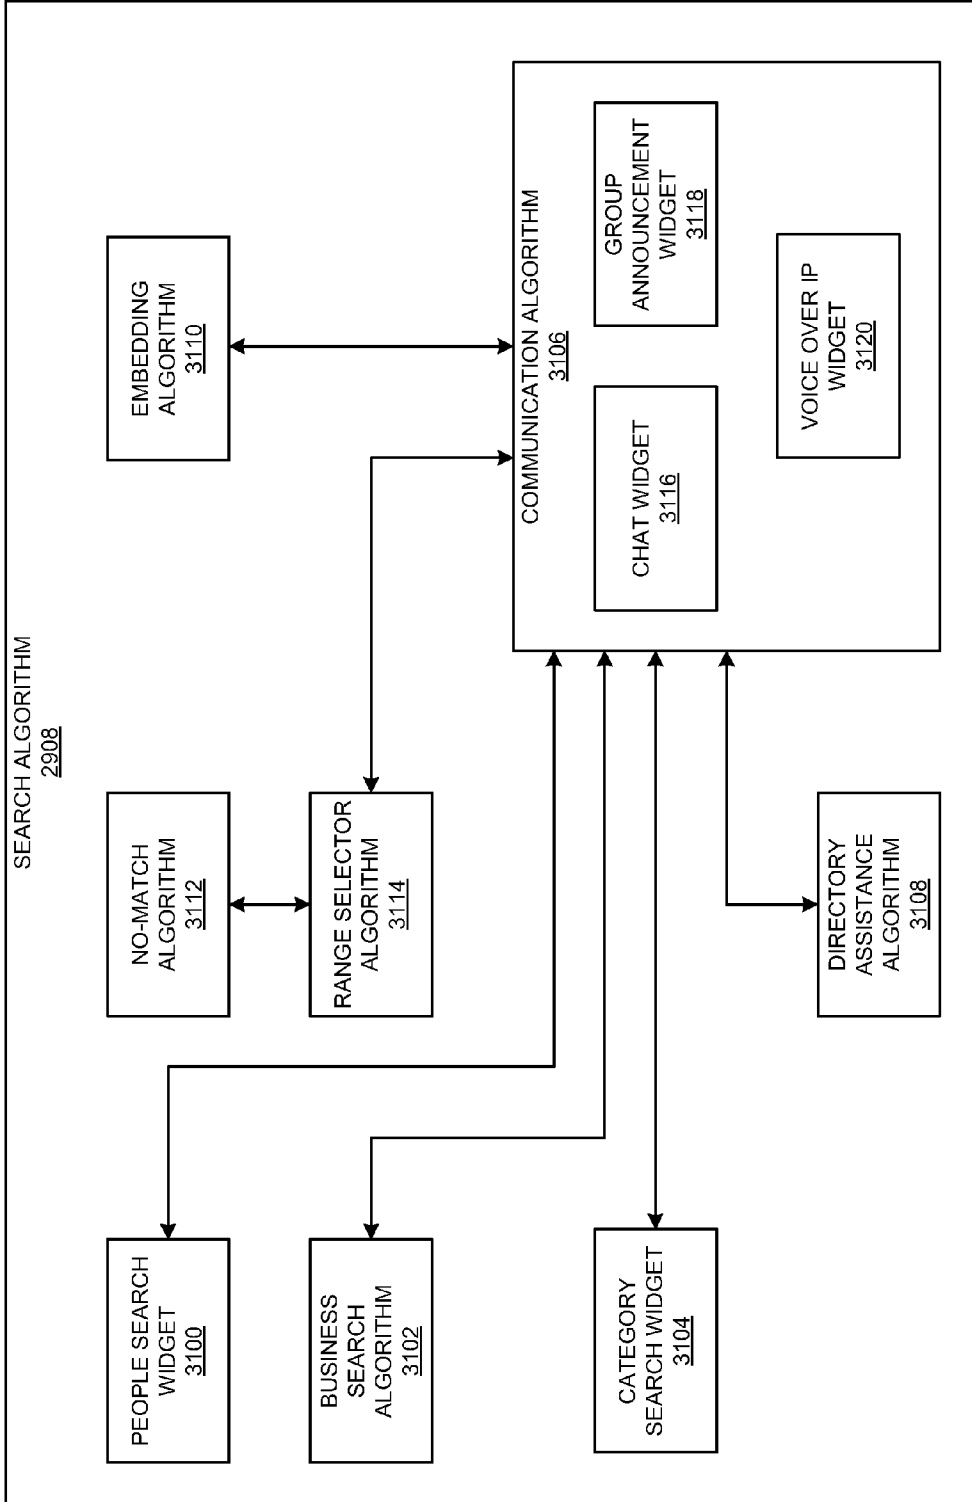 SEARCH ALGORITHM
2908
PEOPLE SEARCH
WIDGET
3100
NO-MATCH
ALGORITHM
3112
EMBEDDING
ALGORITHM
3110
BUSINESS
SEARCH
ALGORITHM
3102
RANGE SELECTOR
ALGORITHM
3114
COMMUNICATION ALGORITHM
3106
CATEGORY
SEARCH WIDGET
3104
CHAT WIDGET
3116
GROUP
ANNOUNCEMENT
WIDGET
3118
DIRECTORY
ASSISTANCE
ALGORITHM
3108
VOICE OVER IP
WIDGET
3120